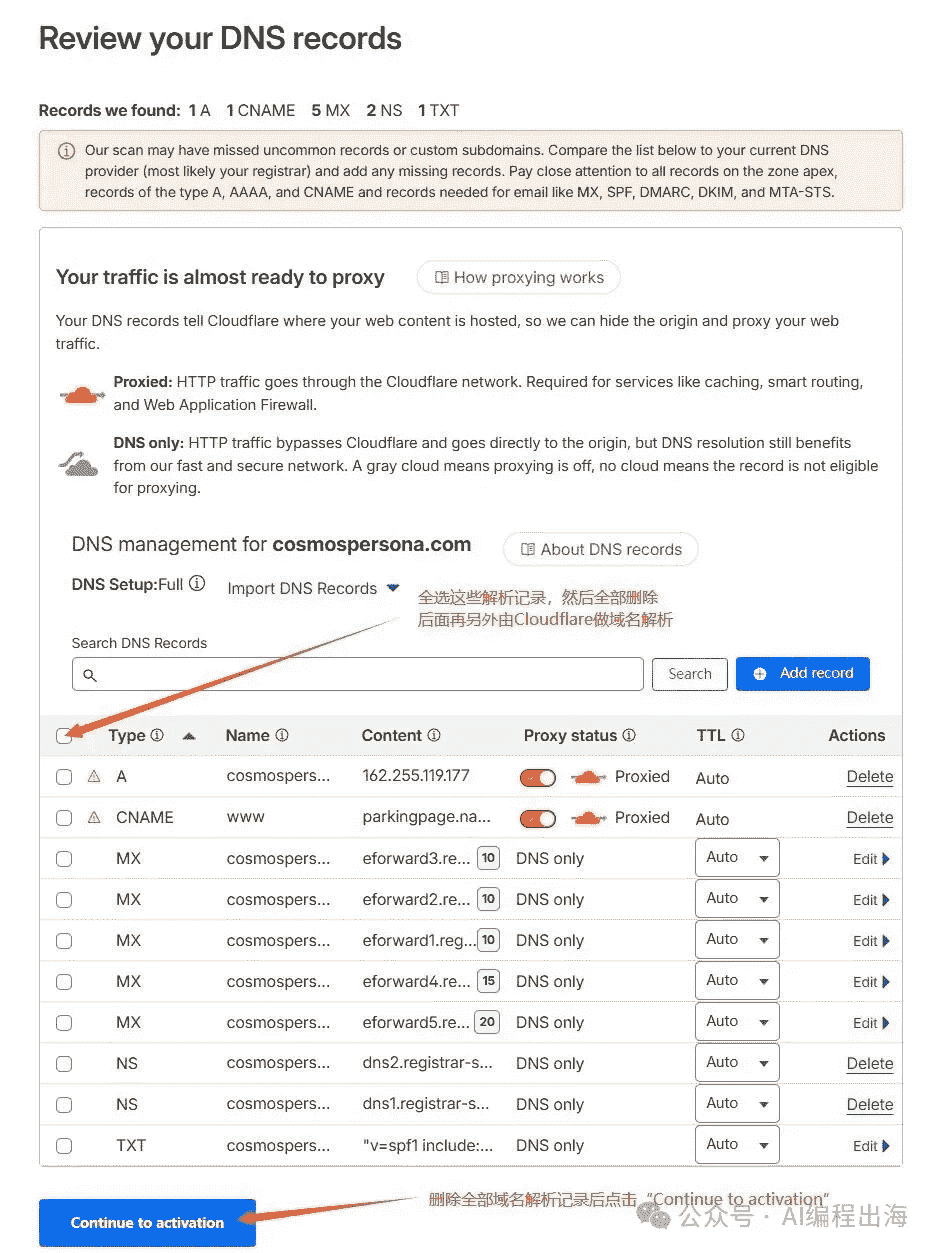 Review your DNS records
Records we found: 1 A 1 CNAME 5 MX 2 NS 1 TXT
Our scan may have missed uncommon records or custom subdomains. Compare the list below to your current DNS
provider (most likely your registrar) and add any missing records. Pay close attention to all records on the zone apex,
records of the type A, AAAA, and CNAME and records needed for email like MX, SPF, DMARC, DKIM, and MTA-STS.
Your traffic is almost ready to proxy
How proxying works
Your DNS records tell Cloudflare where your web content is hosted, so we can hide the origin and proxy your web
traffic.
Proxied: HTTP traffic goes through the Cloudflare network. Required for services like caching, smart routing,
and Web Application Firewall.
DNS only: HTTP traffic bypasses Cloudflare and goes directly to the origin, but DNS resolution still benefits
from our fast and secure network. A gray cloud means proxying is off, no cloud means the record is not eligible
for proxying.
DNS management for cosmospersona.com
About DNS records
DNS Setup:Full Import DNS Records
全选这些解析记录，然后全部删除
后面再另外由Cloudflare做域名解析
Search DNS Records
Search Add record
Type Name Content Proxy status TTL Actions
A cosmospers... 162.255.119.177 Proxied Auto Delete
CNAME www parkingpage.na... Proxied Auto Delete
MX cosmospers... eforward3.re... 10 DNS only Auto Edit
MX cosmospers... eforward2.re... 10 DNS only Auto Edit
MX cosmospers... eforward1.reg... 10 DNS only Auto Edit
MX cosmospers... eforward4.re... 15 DNS only Auto Edit
MX cosmospers... eforward5.re... 20 DNS only Auto Edit
NS cosmospers... dns2.registrar-s... DNS only Auto Delete
NS cosmospers... dns1.registrar-s... DNS only Auto Delete
TXT cosmospers... "v=spf1 include:... DNS only Auto Edit
删除全部域名解析记录后点击 “Continue to activation”
Continue to activation
公众号 · AI编程出海